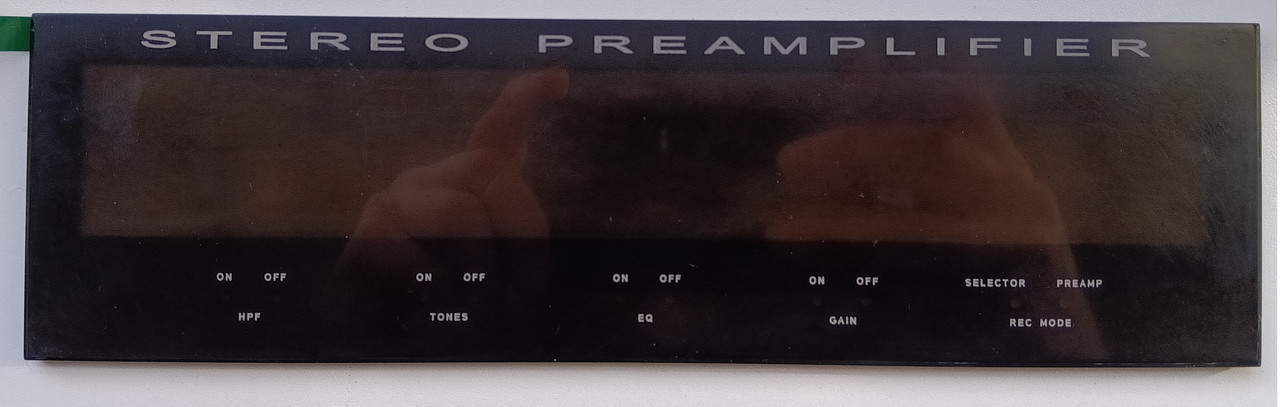 STEREO PREAMPLIFIER
ON OFF ON OFF ON OFF ON OFF SELECTOR PREAMP
HPF TONES EQ GAIN REC MODE